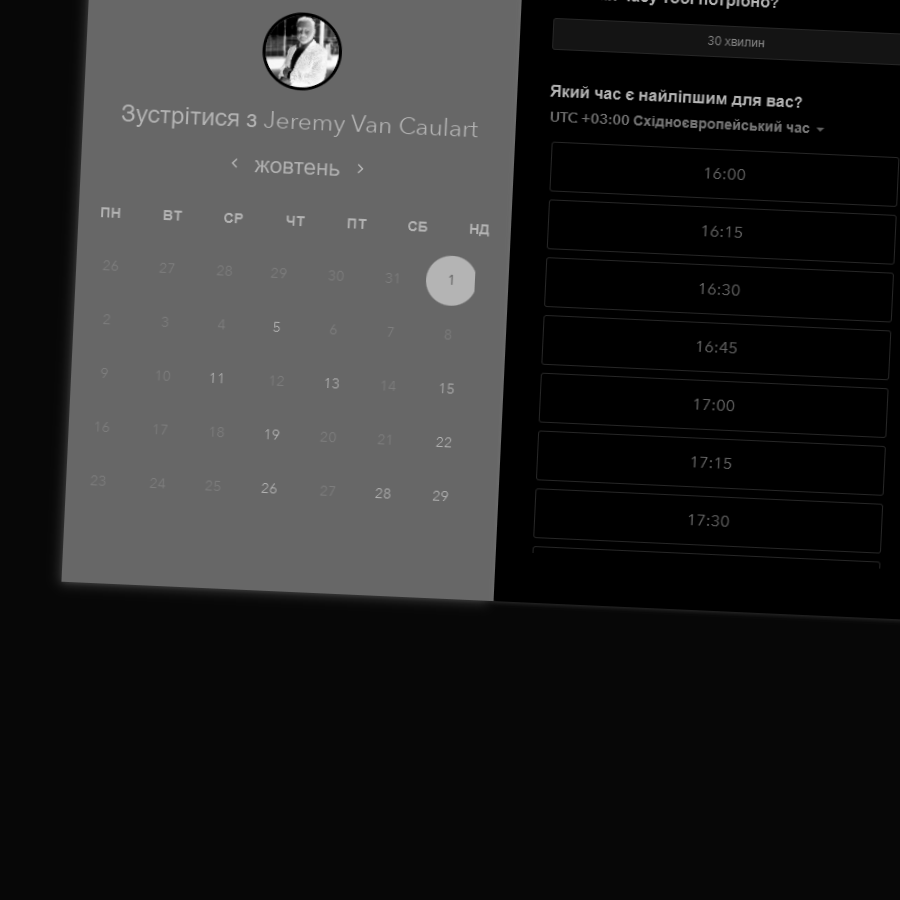 Зустрітися з Jeremy Van Caulart
жовтень
ПН ВТ СР ЧТ ПТ СБ НД
26 27 28 29 30 31 1
2 3 4 5 6 7 8
9 10 11 12 13 14 15
16 17 18 19 20 21 22
23 24 25 26 27 28 29
часу тобі потрібно?
30 хвилин
Який час є найліпшим для вас?
UTC +03:00 Східноєвропейський час
16:00
16:15
16:30
16:45
17:00
17:15
17:30